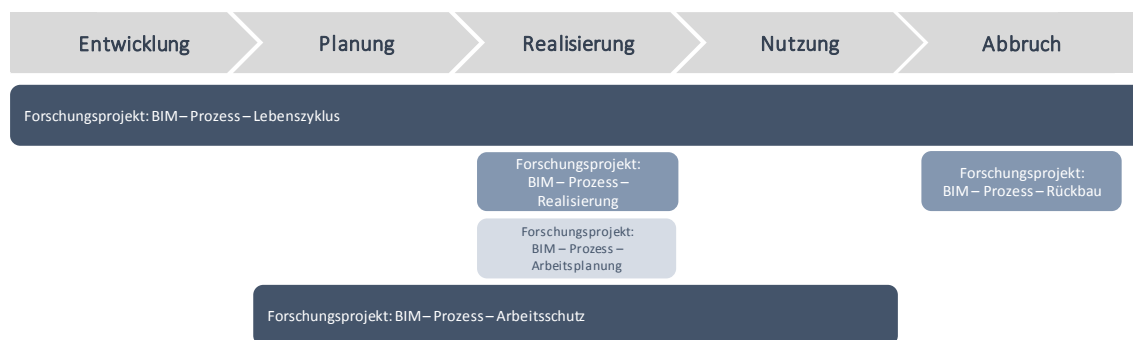 Entwicklung
Planung
Realisierung
Nutzung
Abbruch
Forschungsprojekt: BIM – Prozess – Lebenszyklus
Forschungsprojekt:
BIM – Prozess –
Realisierung
Forschungsprojekt:
BIM – Prozess – Rückbau
Forschungsprojekt:
BIM – Prozess –
Arbeitsplanung
Forschungsprojekt: BIM – Prozess – Arbeitsschutz